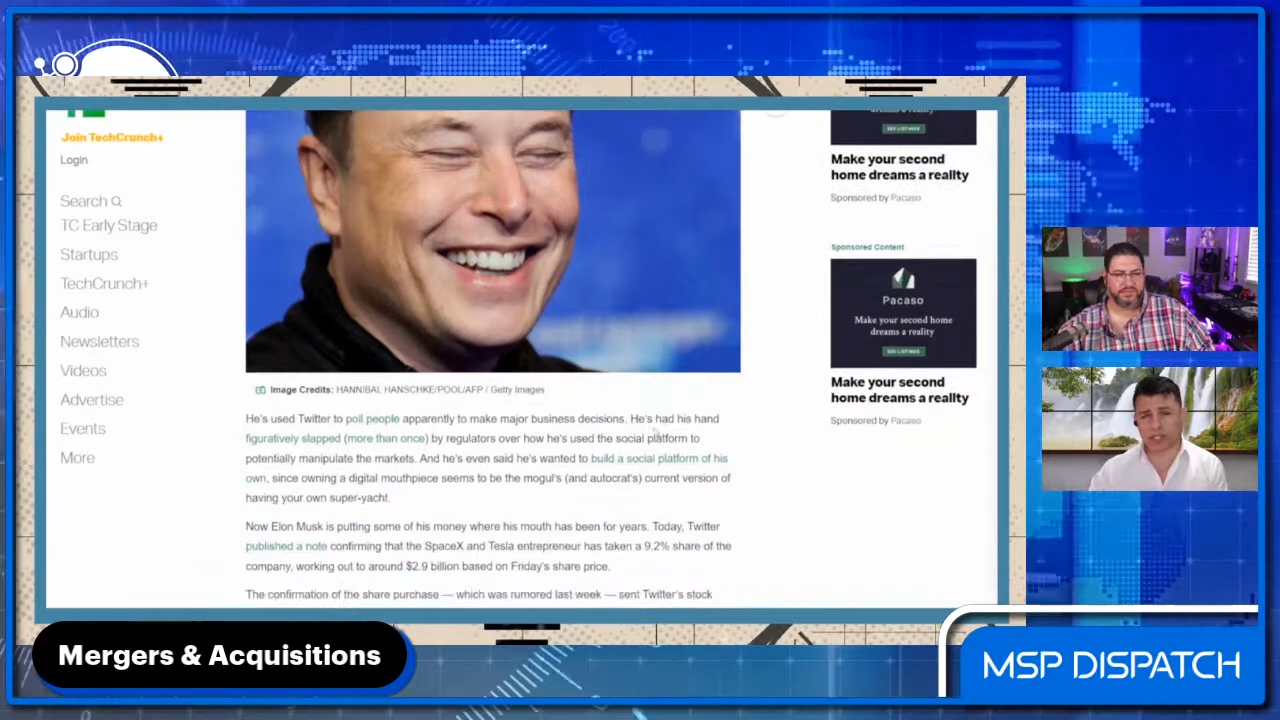 Join TechCrunch+
Login
Search
TC Early Stage
Startups
TechCrunch+
Audio
Newsletters
Videos
Advertise
Events
More
Image Credits: HANNIBAL HANSCHKE/POOL/AFP / Getty Images
He's used Twitter to poll people apparently to make major business decisions. He's had his hand
figuratively slapped (more than once) by regulators over how he's used the social platform to
potentially manipulate the markets. And he's even said he's wanted to build a social platform of his
own, since owning a digital mouthpiece seems to be the mogul's (and autocrat's) current version of
having your own super-yacht.
Now Elon Musk is putting some of his money where his mouth has been for years. Today, Twitter
published a note confirming that the SpaceX and Tesla entrepreneur has taken a 9.2% share of the
company, working out to around $2.9 billion based on Friday's share price.
The confirmation of the share purchase — which was rumored last week — sent Twitter's stock
SEE LISTINGS
Make your second
home dreams a reality
Sponsored by Pacaso
Sponsored Content
Pacaso
Make your second home
dreams a reality
SEE LISTINGS
Make your second
home dreams a reality
Sponsored by Pacaso
Mergers & Acquisitions
MSP DISPATCH